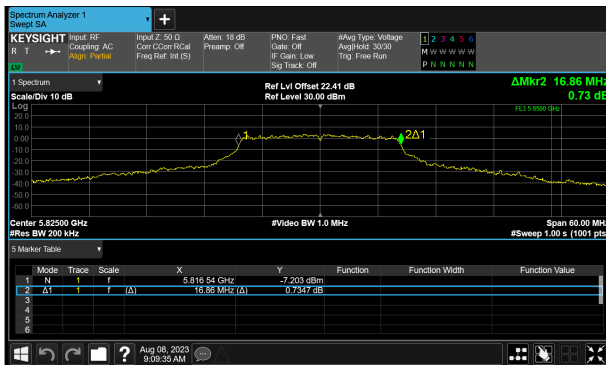 Spectrum Analyzer 1
Swept SA
KEYSIGHT
R T
LXI
Input: RF
Coupling: AC
Align: Partial
Input Z: 50 Ω
Corr CCorr RCal
Freq Ref: Int (S)
Atten: 18 dB
Preamp: Off
PNO: Fast
Gate: Off
IF Gain: Low
Sig Track: Off
#Avg Type: Voltage
Avg|Hold: 30/30
Trig: Free Run
1 2 3 4 5 6
M W W W W W
P N N N N N
1 Spectrum
Scale/Div 10 dB
Ref Lvl Offset 22.41 dB
Ref Level 30.00 dBm
ΔMkr2 16.86 MHz
0.73 dB
Log
FL3 5.8500 GHz
20.0
10.0
0.00
-10.0
-20.0
-30.0
-40.0
-50.0
-60.0
1
2Δ1
Center 5.82500 GHz
#Video BW 1.0 MHz
Span 60.00 MHz
#Res BW 200 kHz
#Sweep 1.00 s (1001 pts)
5 Marker Table
Mode Trace Scale X Y Function Function Width Function Value
1 N 1 f 5.816 54 GHz -7.203 dBm
2 Δ1 1 f (Δ) 16.86 MHz (Δ) 0.7347 dB
3
4
5
6
?
Aug 08, 2023
9:09:35 AM